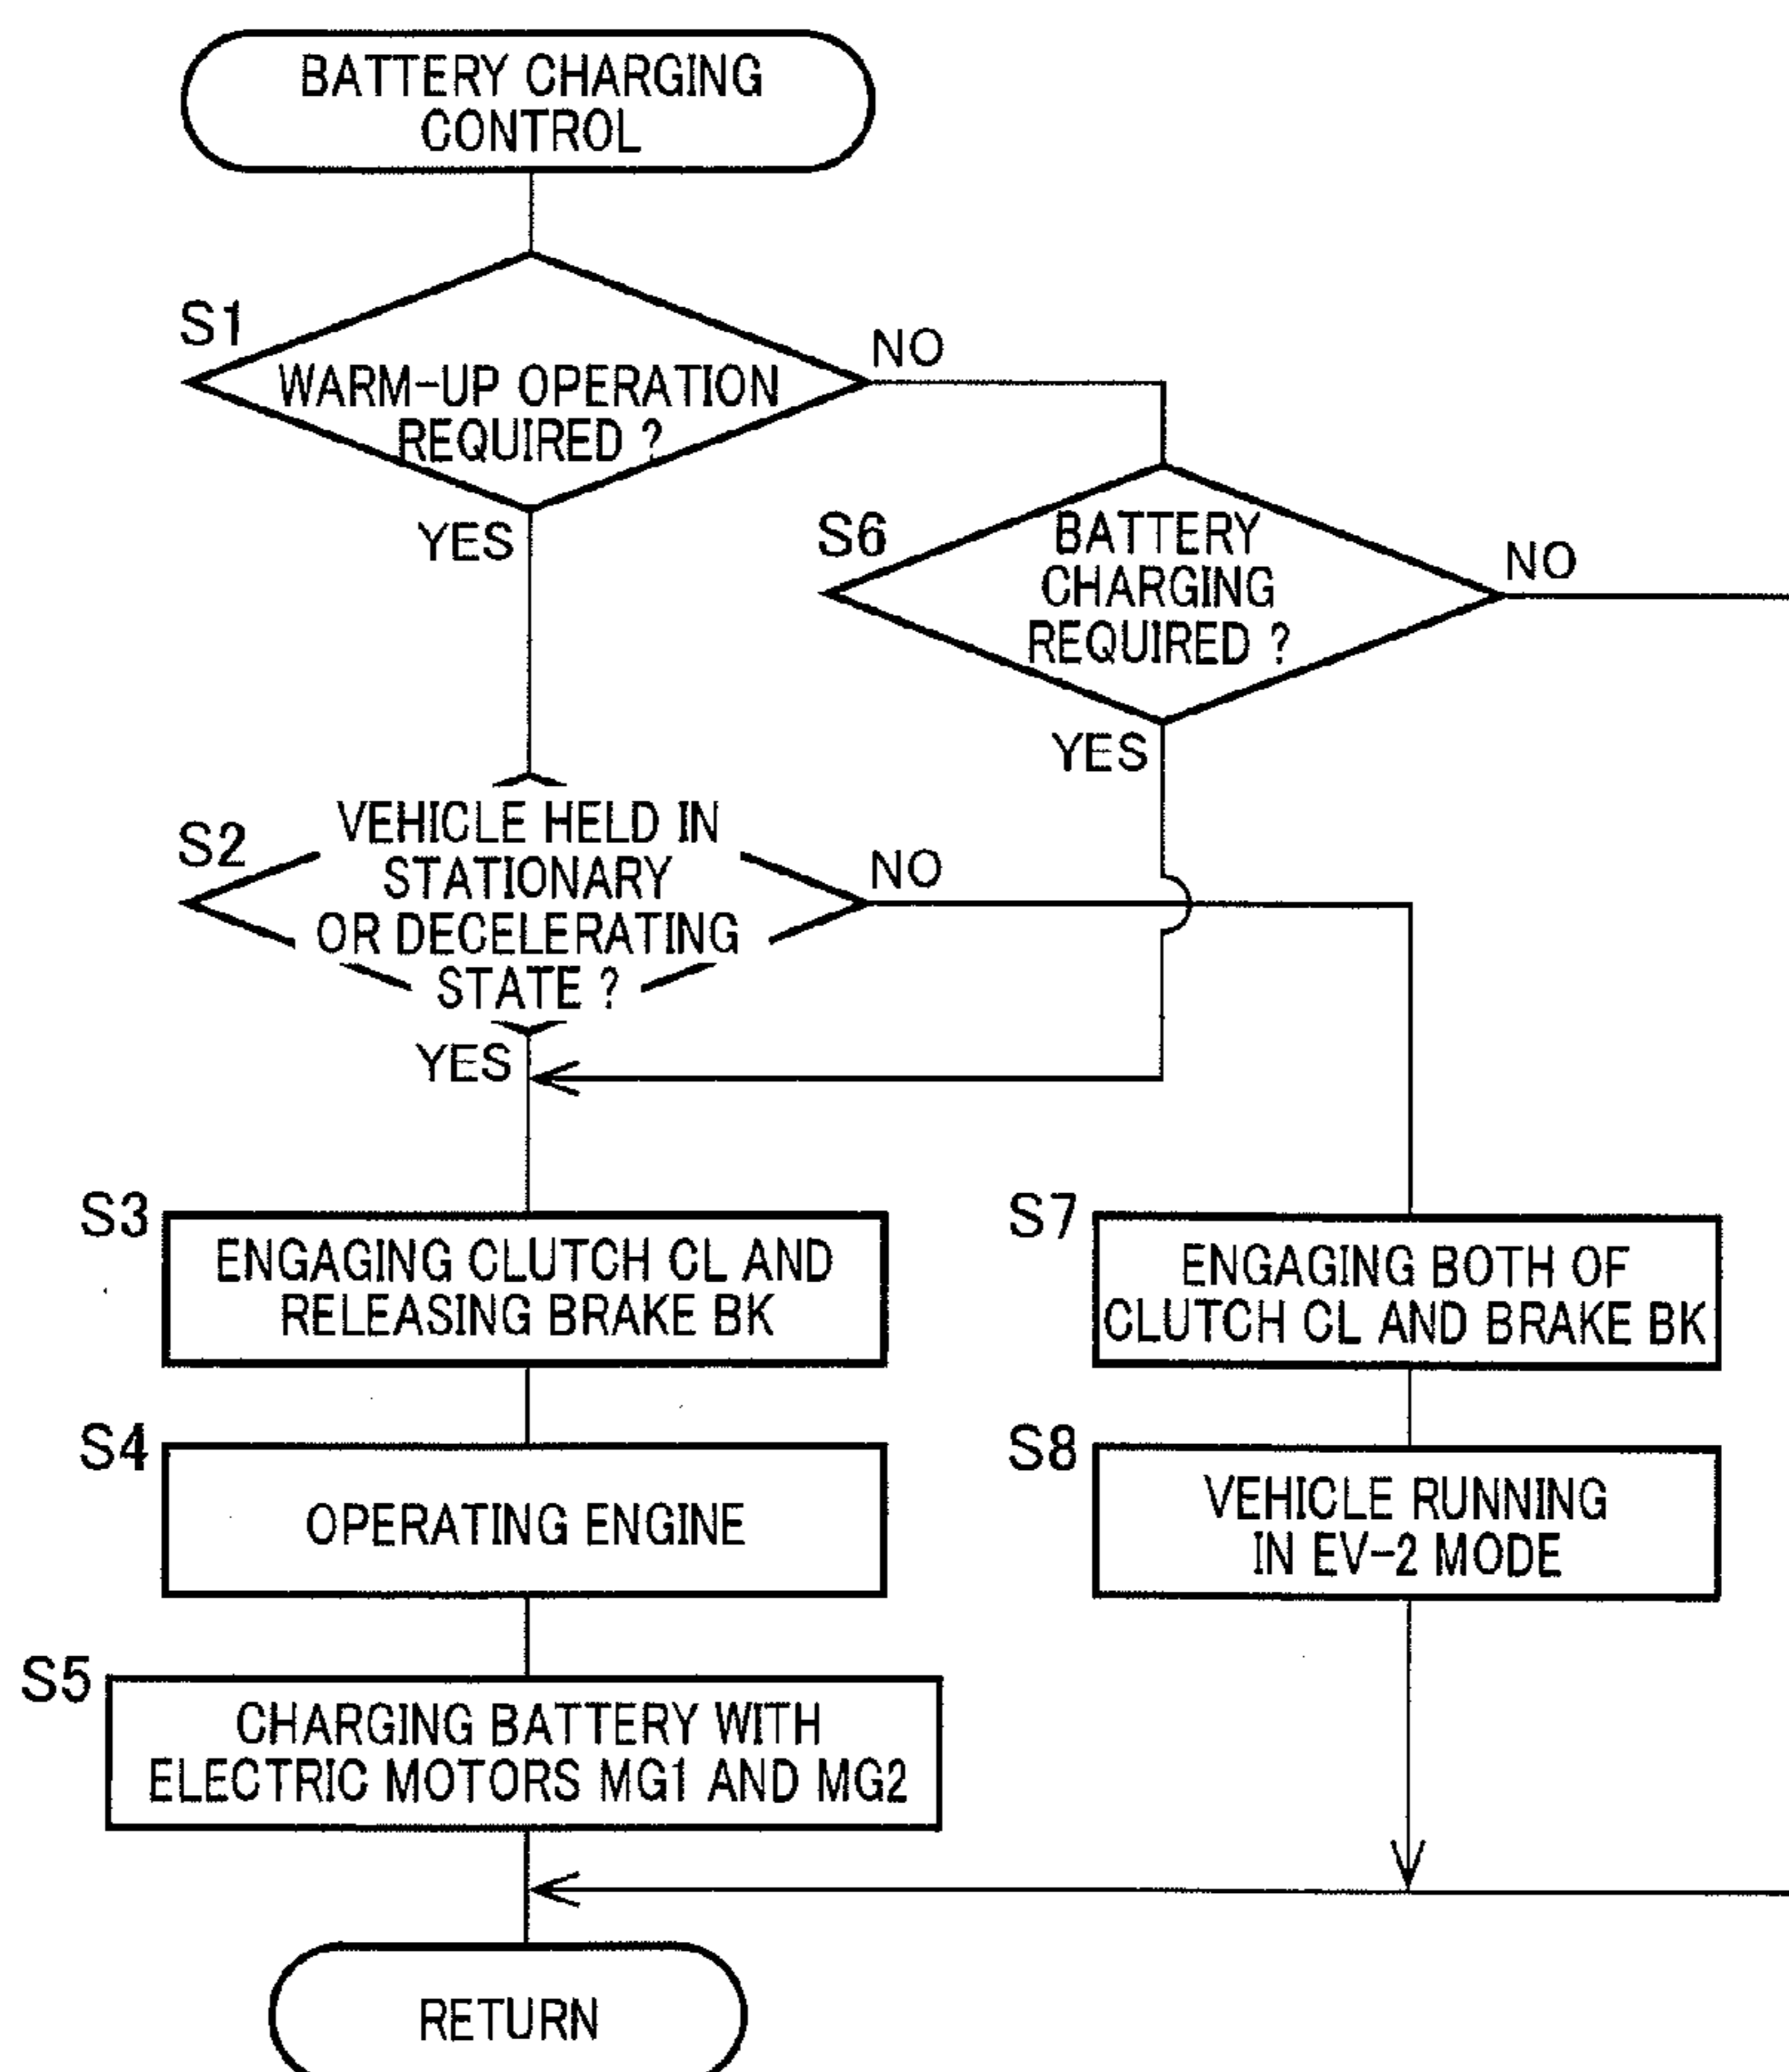 BATTERY CHARGING
CONTROL
S1
WARM-UP OPERATION
REQUIRED ?
NO
YES
S6
BATTERY
CHARGING
REQUIRED ?
NO
YES
S2
VEHICLE HELD IN
STATIONARY
OR DECELERATING
STATE ?
NO
YES
S3
ENGAGING CLUTCH CL AND
RELEASING BRAKE BK
S7
ENGAGING BOTH OF
CLUTCH CL AND BRAKE BK
S4
OPERATING ENGINE
S8
VEHICLE RUNNING
IN EV-2 MODE
S5
CHARGING BATTERY WITH
ELECTRIC MOTORS MG1 AND MG2
RETURN